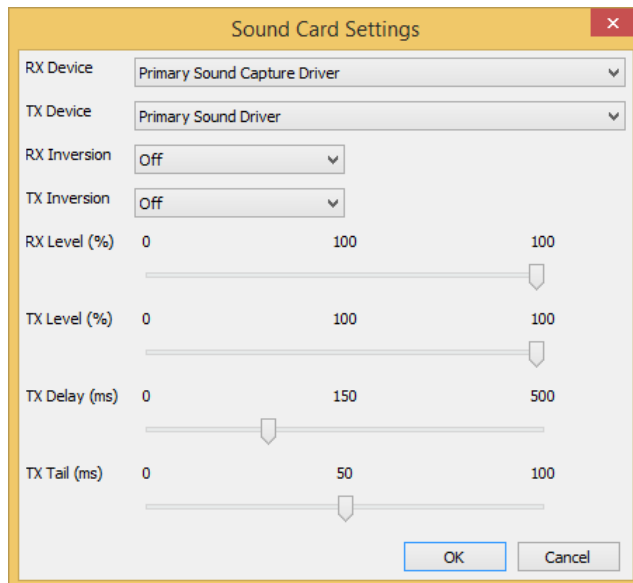 Sound Card Settings
RX Device Primary Sound Capture Driver
TX Device Primary Sound Driver
RX Inversion Off
TX Inversion Off
RX Level (%) 0 100 100
TX Level (%) 0 100 100
TX Delay (ms) 0 150 500
TX Tail (ms) 0 50 100
OK Cancel